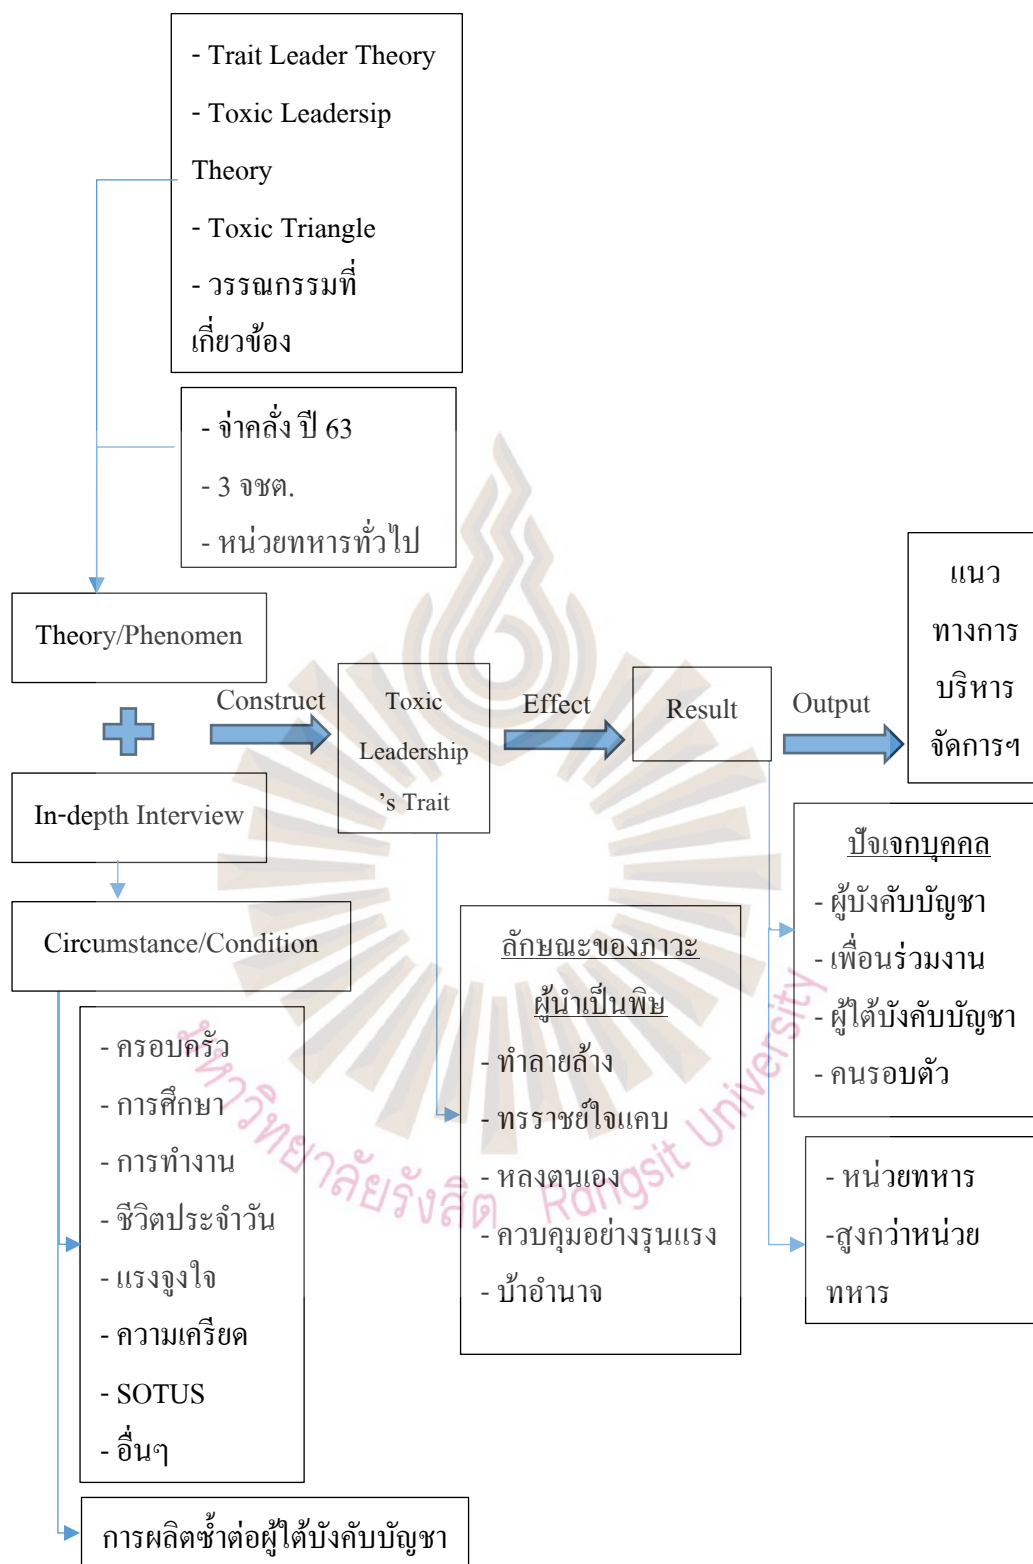 - Trait Leader Theory
- Toxic Leadersip
Theory
- Toxic Triangle
- วรรณกรรมที่
เกี่ยวข้อง
- จ่าคลั่ง ปี 63
- 3 จชต.
- หน่วยทหารทั่วไป
Theory/Phenomen
In-depth Interview
Circumstance/Condition
- ครอบครัว
- การศึกษา
- การทำงาน
- ชีวิตประจำวัน
- แรงจูงใจ
- ความเครียด
- SOTUS
- อื่นๆ
การผลิตซ้ำต่อผู้ใต้บังคับบัญชา
Construct
Toxic
Leadership
's Trait
ลักษณะของภาวะ
ผู้นำเป็นพิษ
- ทำลายล้าง
- ทรราชย์ใจแคบ
- หลงตนเอง
- ควบคุมอย่างรุนแรง
- บ้าอำนาจ
Effect
Result
ปัจเจกบุคคล
- ผู้บังคับบัญชา
- เพื่อนร่วมงาน
- ผู้ใต้บังคับบัญชา
- คนรอบตัว
- หน่วยทหาร
-สูงกว่าหน่วย
ทหาร
Output
แนว
ทางการ
บริหาร
จัดการฯ
มหาวิทยาลัยรังสิต Rangsit University